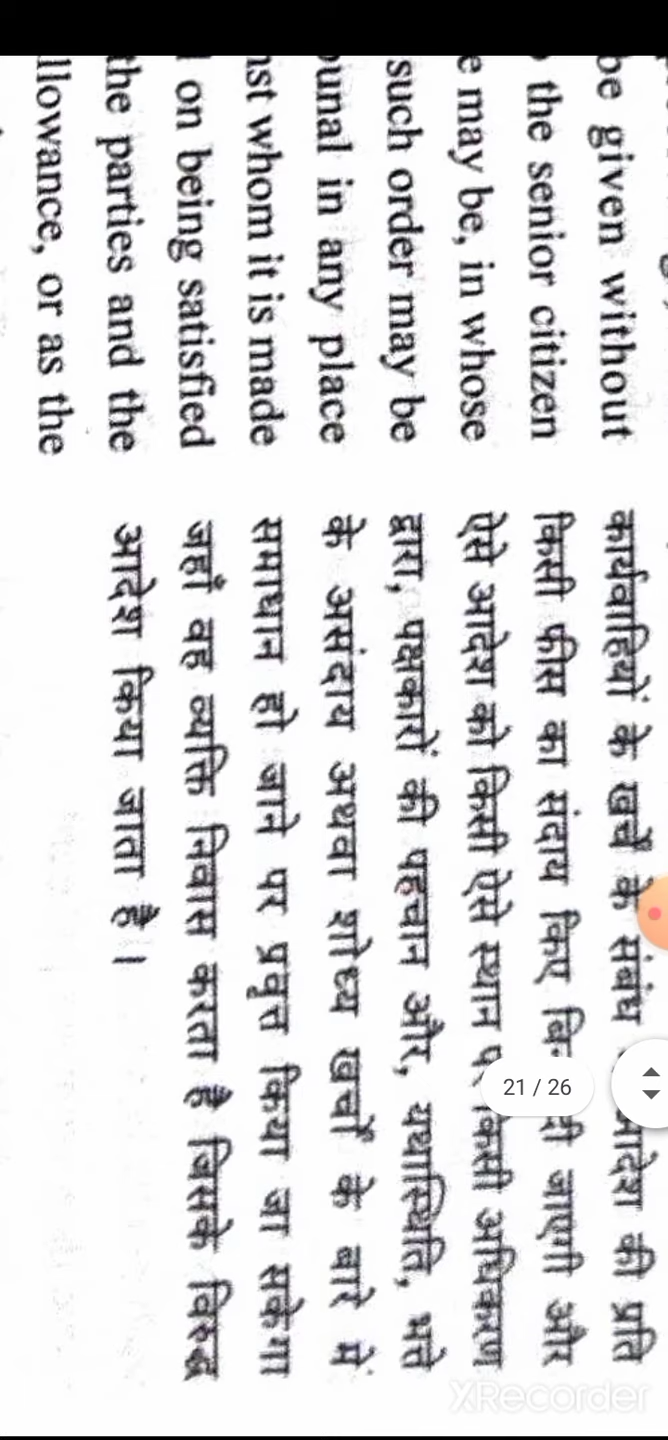 be given without
the senior citizen
e may be, in whose
such order may be
unal in any place
nst whom it is made
on being satisfied
the parties and the
llowance, or as the
कार्यवाहियों के खर्चे के संबंध की प्रति
किसी फीस का संदाय किए जाएगी और
ऐसे आदेश को किसी ऐसे स्थान किसी अधिकरण
द्वारा, पक्षकारों की पहचान और, यथास्थिति, भत्ते
के असंदाय अथवा शोध्य खर्चों के बारे में
समाधान हो जाने पर प्रवृत्त किया जा सकेगा
जहाँ वह व्यक्ति निवास करता है जिसके विरुद्ध
आदेश किया जाता है।
21 / 26
XRecorder